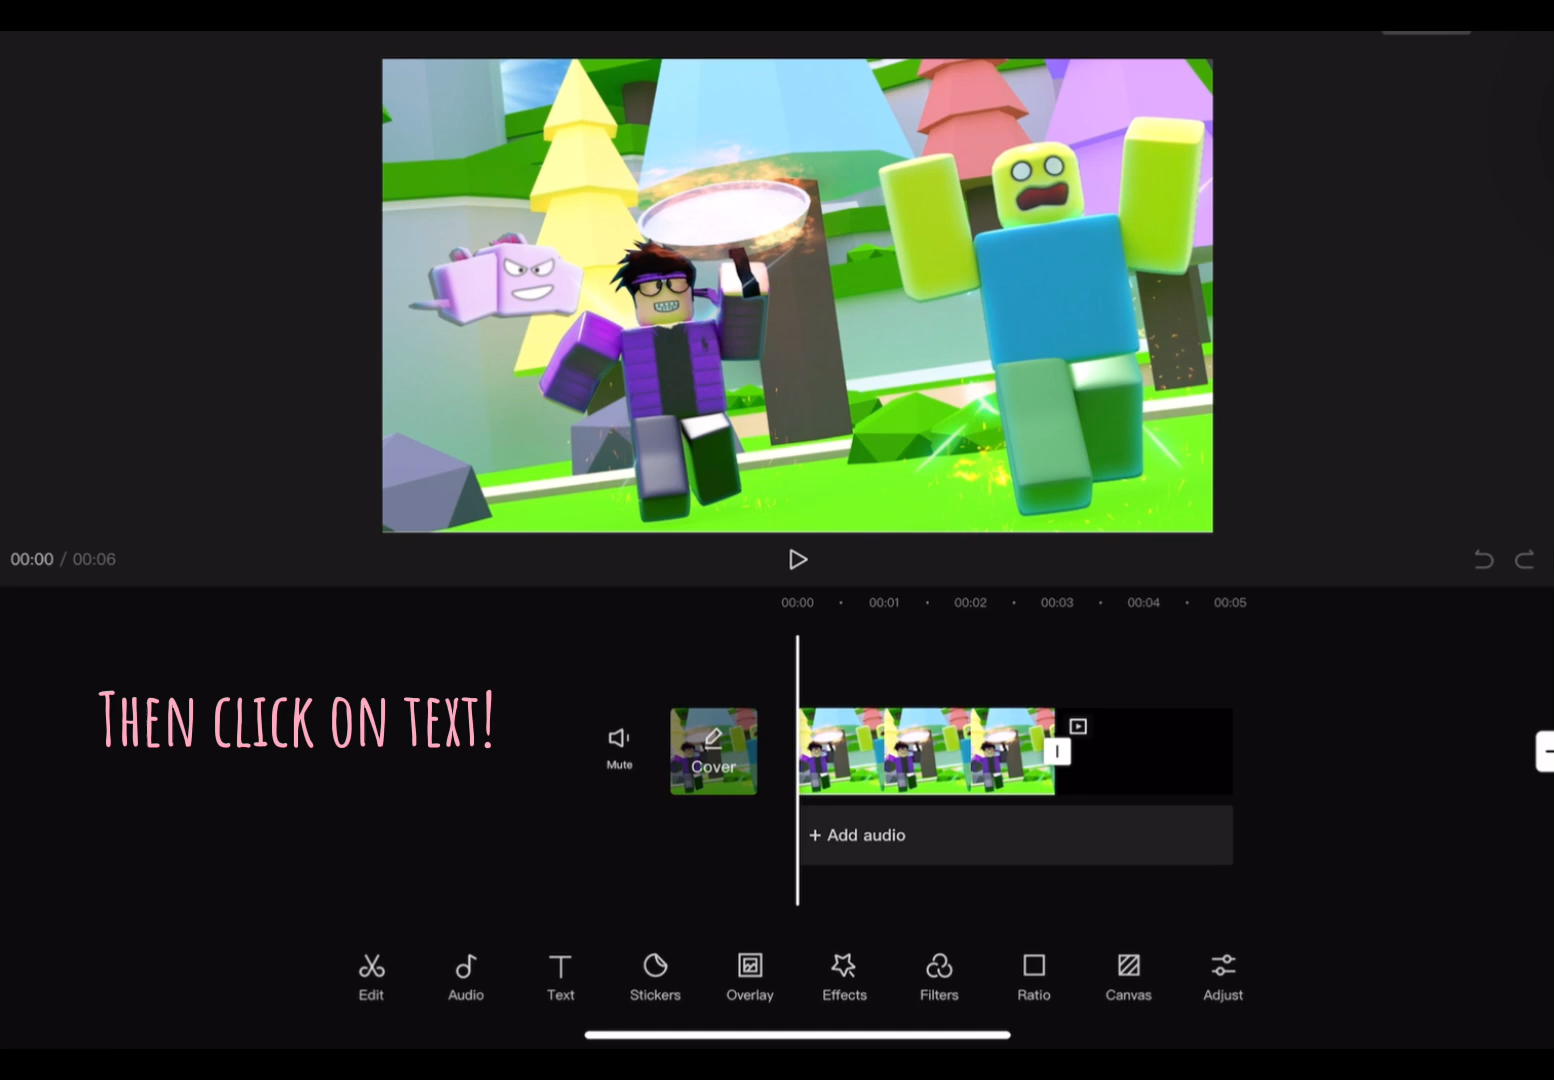 00:00 / 00:06
00:00 00:01 00:02 00:03 00:04 00:05
THEN CLICK ON TEXT!
Mute
Cover
+ Add audio
Edit Audio Text Stickers Overlay Effects Filters Ratio Canvas Adjust